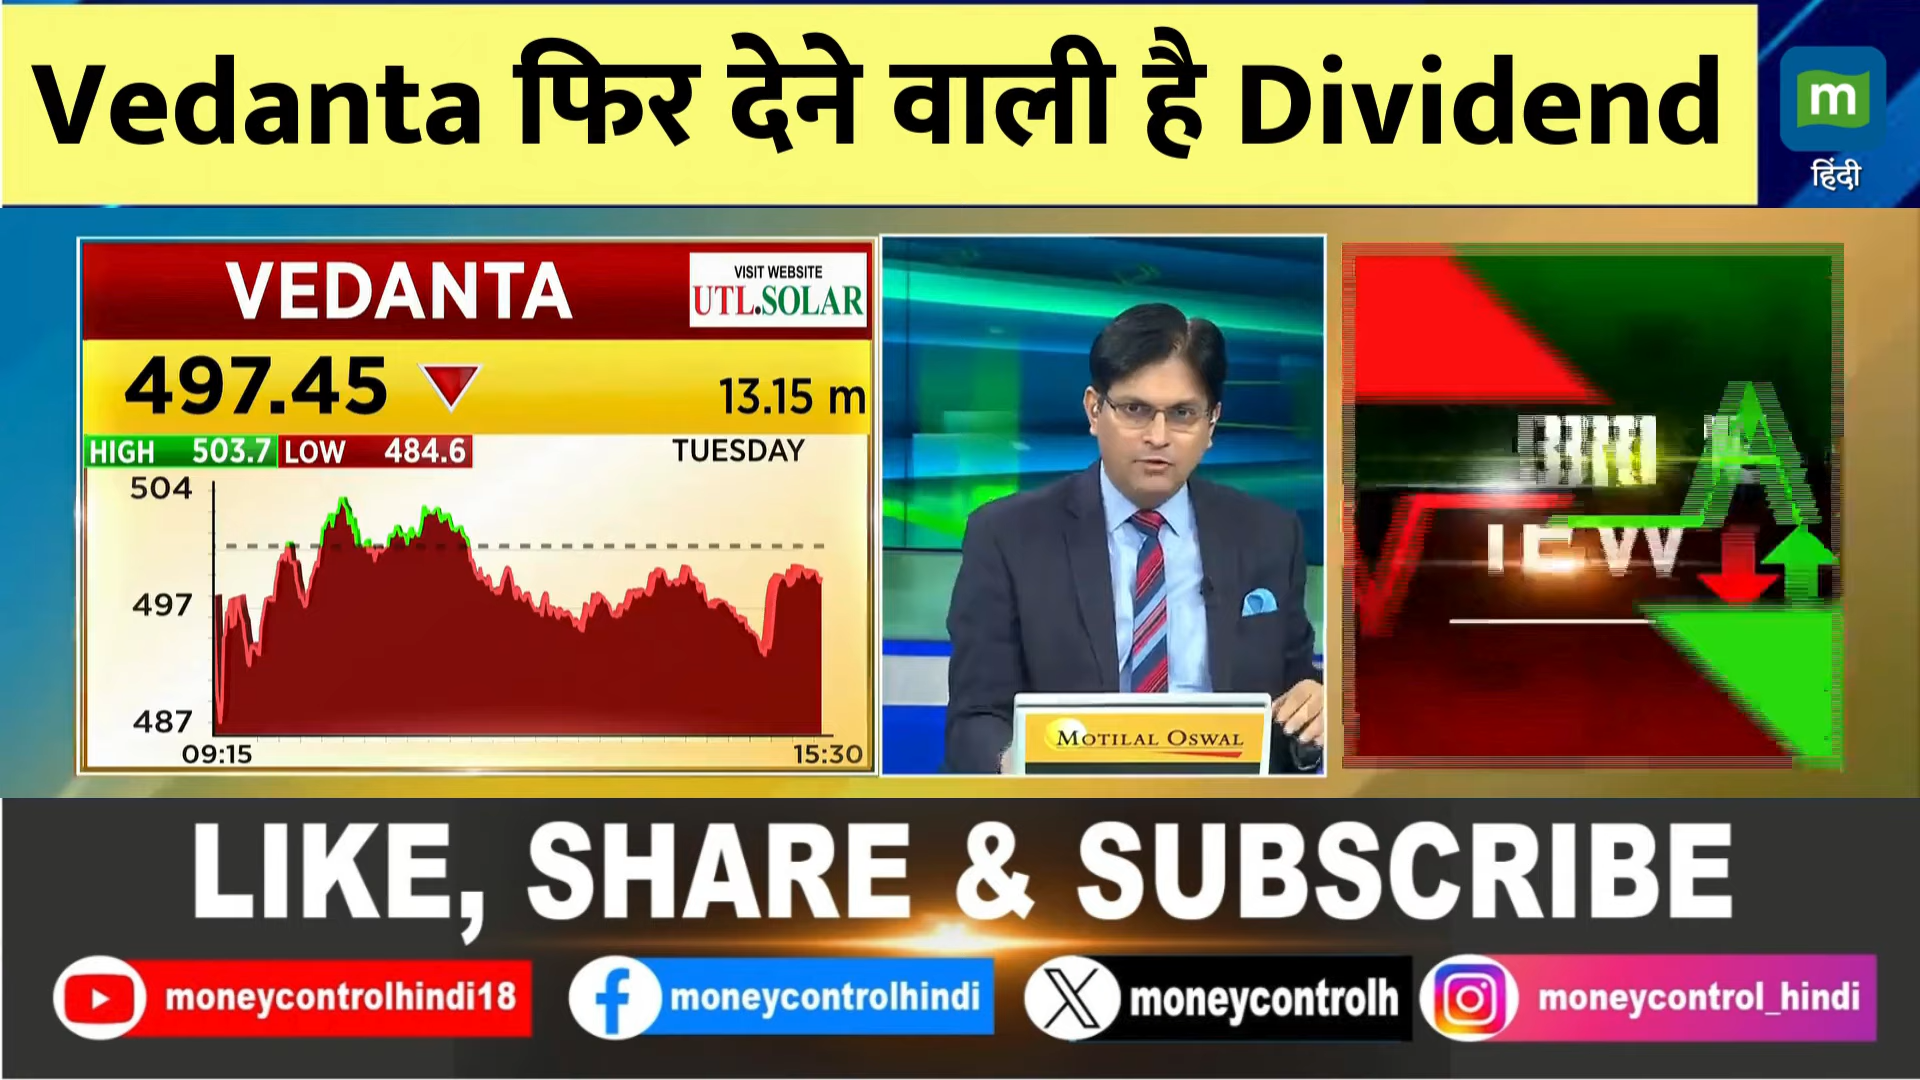 Vedanta फिर देने वाली है Dividend
m
हिंदी
VEDANTA
VISIT WEBSITE
UTL.SOLAR
497.45
13.15 m
HIGH 503.7 LOW 484.6
TUESDAY
504
497
487
09:15 15:30
MOTILAL OSWAL
LIKE, SHARE & SUBSCRIBE
moneycontrolhindi18
moneycontrolhindi
moneycontrolh
moneycontrol_hindi